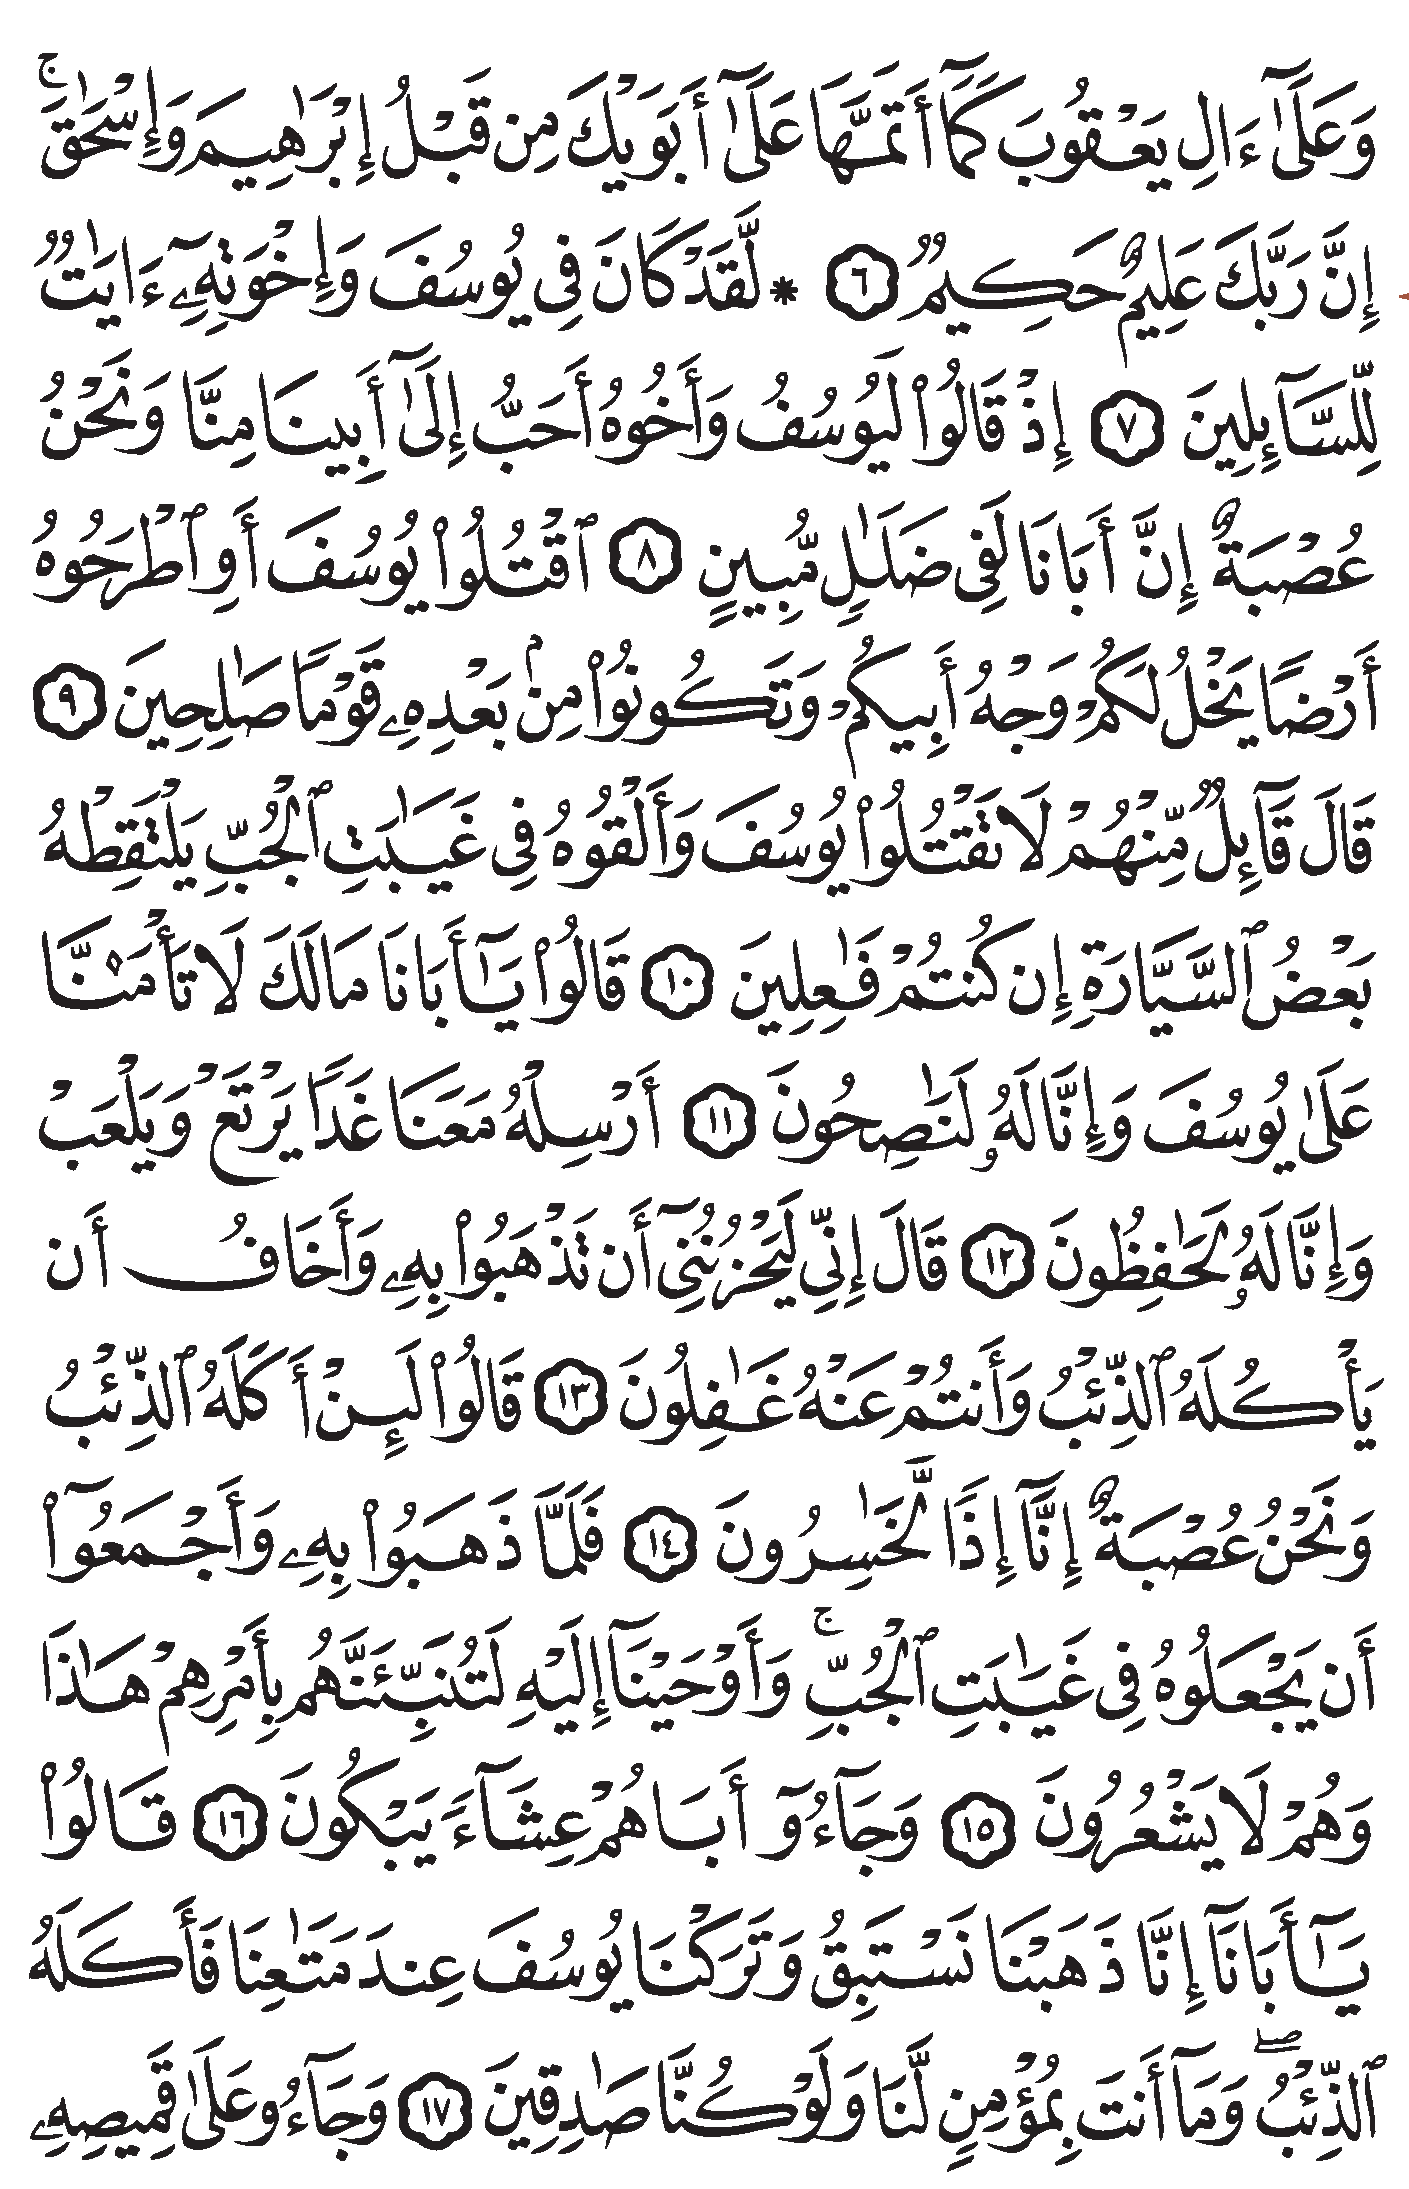 وَعَلَىٰٓ ءَالِ يَعۡقُوبَ كَمَآ أَتَمَّهَا عَلَىٰٓ أَبَوَيۡكَ مِن قَبۡلُ إِبۡرَٰهِيمَ وَإِسۡحَٰقَۚ
إِنَّ رَبَّكَ عَلِيمٌ حَكِيمٞ ٦ ۞ لَّقَدۡ كَانَ فِي يُوسُفَ وَإِخۡوَتِهِۦٓ ءَايَٰتٞ
لِّلسَّآئِلِينَ ٧ إِذۡ قَالُواْ لَيُوسُفُ وَأَخُوهُ أَحَبُّ إِلَىٰٓ أَبِينَا مِنَّا وَنَحۡنُ
عُصۡبَةٌ إِنَّ أَبَانَا لَفِي ضَلَٰلٖ مُّبِينٍ ٨ ٱقۡتُلُواْ يُوسُفَ أَوِ ٱطۡرَحُوهُ
أَرۡضٗا يَخۡلُ لَكُمۡ وَجۡهُ أَبِيكُمۡ وَتَكُونُواْ مِنۢ بَعۡدِهِۦ قَوۡمٗا صَٰلِحِينَ ٩
قَالَ قَآئِلٞ مِّنۡهُمۡ لَا تَقۡتُلُواْ يُوسُفَ وَأَلۡقُوهُ فِي غَيَٰبَتِ ٱلۡجُبِّ يَلۡتَقِطۡهُ
بَعۡضُ ٱلسَّيَّارَةِ إِن كُنتُمۡ فَٰعِلِينَ ١٠ قَالُواْ يَٰٓأَبَانَا مَالَكَ لَا تَأۡمَ۬نَّا
عَلَىٰ يُوسُفَ وَإِنَّا لَهُۥ لَنَٰصِحُونَ ١١ أَرۡسِلۡهُ مَعَنَا غَدٗا يَرۡتَعۡ وَيَلۡعَبۡ
وَإِنَّا لَهُۥ لَحَٰفِظُونَ ١٢ قَالَ إِنِّي لَيَحۡزُنُنِيٓ أَن تَذۡهَبُواْ بِهِۦ وَأَخَافُ أَن
يَأۡكُلَهُ ٱلذِّئۡبُ وَأَنتُمۡ عَنۡهُ غَٰفِلُونَ ١٣ قَالُواْ لَئِنۡ أَكَلَهُ ٱلذِّئۡبُ
وَنَحۡنُ عُصۡبَةٌ إِنَّآ إِذٗا لَّخَٰسِرُونَ ١٤ فَلَمَّا ذَهَبُواْ بِهِۦ وَأَجۡمَعُوٓاْ
أَن يَجۡعَلُوهُ فِي غَيَٰبَتِ ٱلۡجُبِّۚ وَأَوۡحَيۡنَآ إِلَيۡهِ لَتُنَبِّئَنَّهُم بِأَمۡرِهِمۡ هَٰذَا
وَهُمۡ لَا يَشۡعُرُونَ ١٥ وَجَآءُوٓ أَبَاهُمۡ عِشَآءٗ يَبۡكُونَ ١٦ قَالُواْ
يَٰٓأَبَانَآ إِنَّا ذَهَبۡنَا نَسۡتَبِقُ وَتَرَكۡنَا يُوسُفَ عِندَ مَتَٰعِنَا فَأَكَلَهُ
ٱلذِّئۡبُۖ وَمَآ أَنتَ بِمُؤۡمِنٖ لَّنَا وَلَوۡ كُنَّا صَٰدِقِينَ ١٧ وَجَآءُو عَلَىٰ قَمِيصِهِۦ